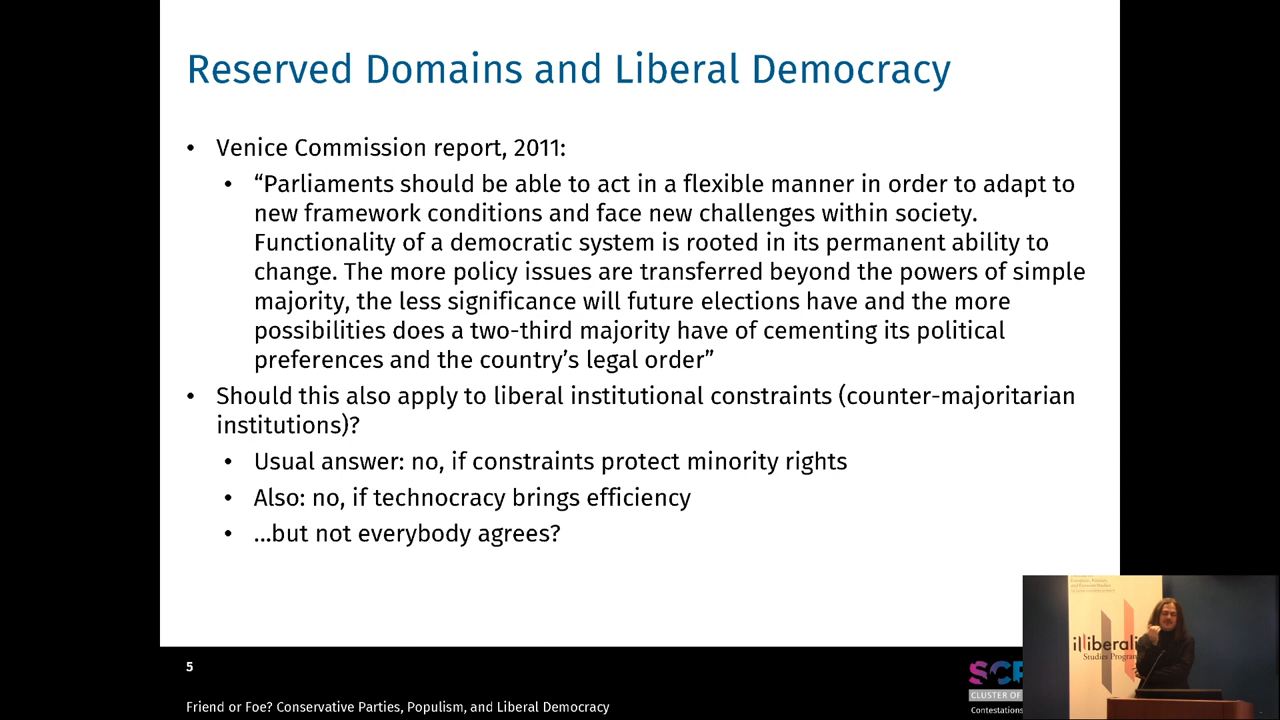 Reserved Domains and Liberal Democracy
• Venice Commission report, 2011:
• “Parliaments should be able to act in a flexible manner in order to adapt to
new framework conditions and face new challenges within society.
Functionality of a democratic system is rooted in its permanent ability to
change. The more policy issues are transferred beyond the powers of simple
majority, the less significance will future elections have and the more
possibilities does a two-third majority have of cementing its political
preferences and the country’s legal order”
• Should this also apply to liberal institutional constraints (counter-majoritarian
institutions)?
• Usual answer: no, if constraints protect minority rights
• Also: no, if technocracy brings efficiency
• …but not everybody agrees?
5
CLUSTER OF
Contestations
Friend or Foe? Conservative Parties, Populism, and Liberal Democracy
illiberali
Studies Progra